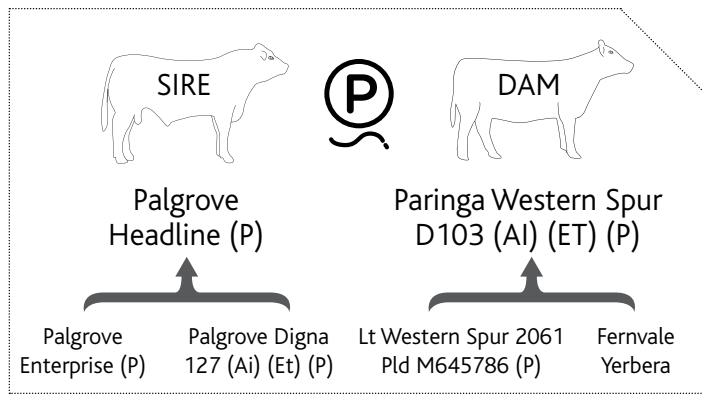 SIRE
P
DAM
Palgrove
Headline (P)
Paringa Western Spur
D103 (AI) (ET) (P)
Palgrove
Enterprise (P)
Palgrove Digna
127 (Ai) (Et) (P)
Lt Western Spur 2061
Pld M645786 (P)
Fernvale
Yerbera